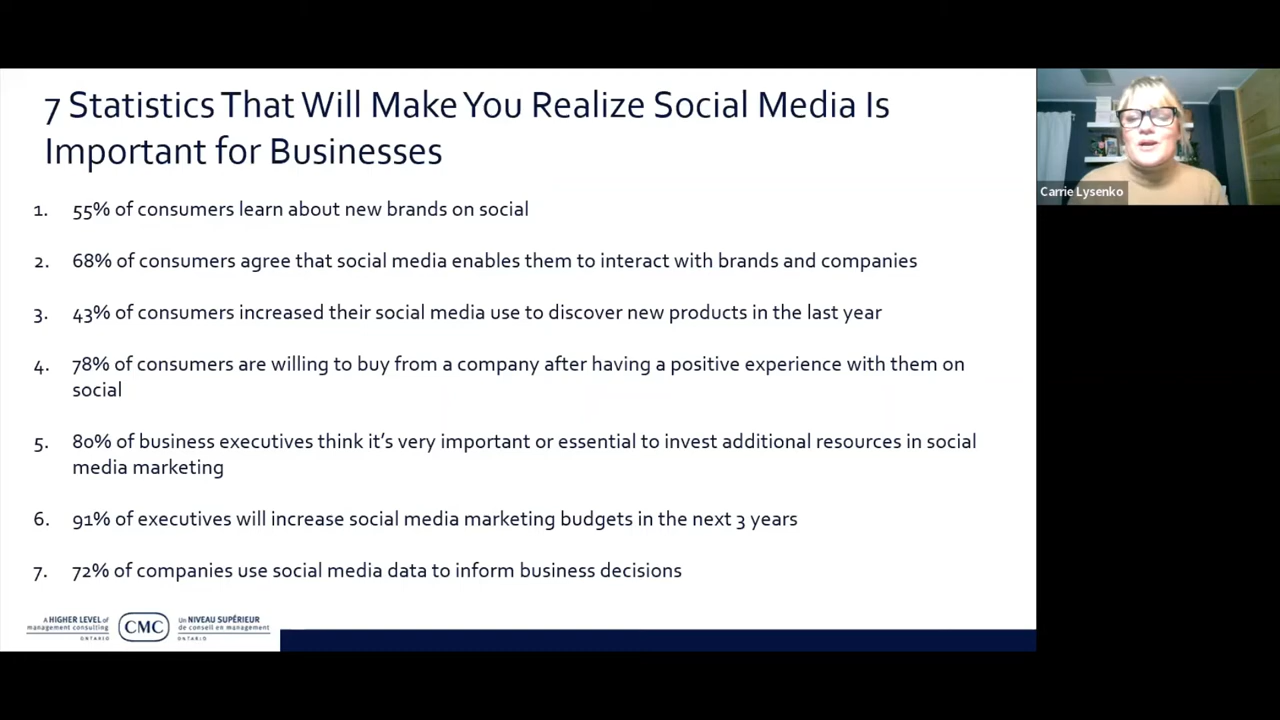 7 Statistics That Will Make You Realize Social Media Is
Important for Businesses
1. 55% of consumers learn about new brands on social
2. 68% of consumers agree that social media enables them to interact with brands and companies
3. 43% of consumers increased their social media use to discover new products in the last year
4. 78% of consumers are willing to buy from a company after having a positive experience with them on
social
5. 80% of business executives think it's very important or essential to invest additional resources in social
media marketing
6. 91% of executives will increase social media marketing budgets in the next 3 years
7. 72% of companies use social media data to inform business decisions
Carrie Lysenko
A HIGHER LEVEL of
management consulting
ONTARIO
CMC
UN NIVEAU SUPÉRIEUR
de conseil en management
ONTARIO